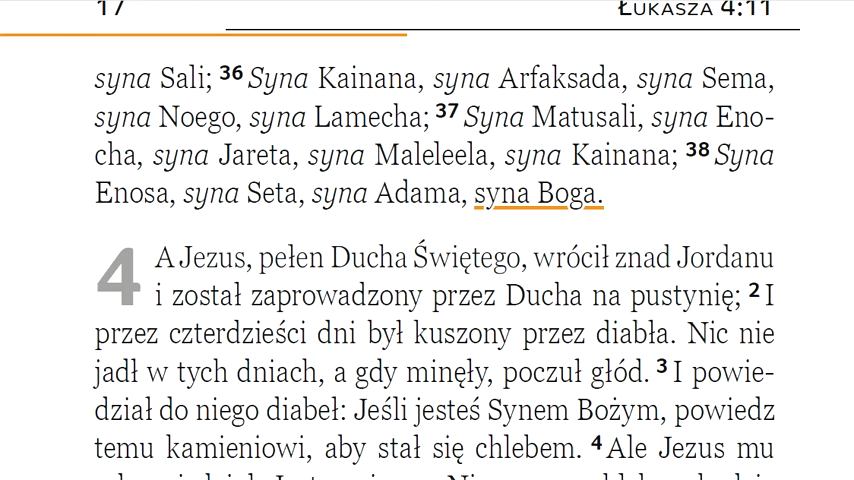 17 Łukasza 4:11
syna Sali; 36 Syna Kainana, syna Arfaksada, syna Sema,
syna Noego, syna Lamecha; 37 Syna Matusali, syna Eno-
cha, syna Jareta, syna Maleleela, syna Kainana; 38 Syna
Enosa, syna Seta, syna Adama, syna Boga.
4 A Jezus, pełen Ducha Świętego, wrócił znad Jordanu
i został zaprowadzony przez Ducha na pustynię; 2 I
przez czterdzieści dni był kuszony przez diabła. Nic nie
jadł w tych dniach, a gdy minęły, poczuł głód. 3 I powie-
dział do niego diabeł: Jeśli jesteś Synem Bożym, powiedz
temu kamieniowi, aby stał się chlebem. 4 Ale Jezus mu